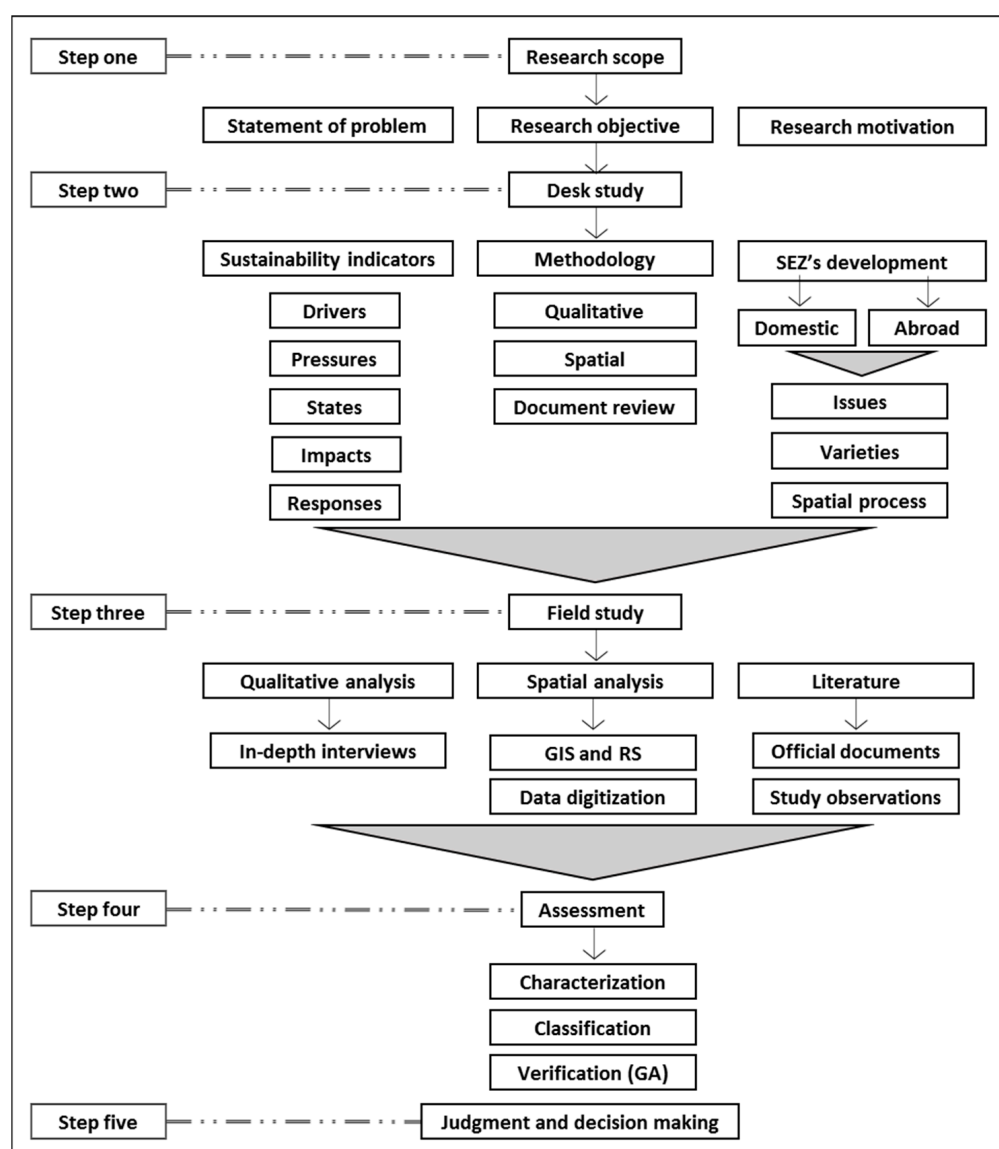 Step one
Research scope
Statement of problem
Research objective
Research motivation
Step two
Desk study
Sustainability indicators
Methodology
SEZ's development
Drivers
Qualitative
Domestic
Abroad
Pressures
Spatial
States
Document review
Issues
Impacts
Varieties
Responses
Spatial process
Step three
Field study
Qualitative analysis
Spatial analysis
Literature
In-depth interviews
GIS and RS
Official documents
Data digitization
Study observations
Step four
Assessment
Characterization
Classification
Verification (GA)
Step five
Judgment and decision making